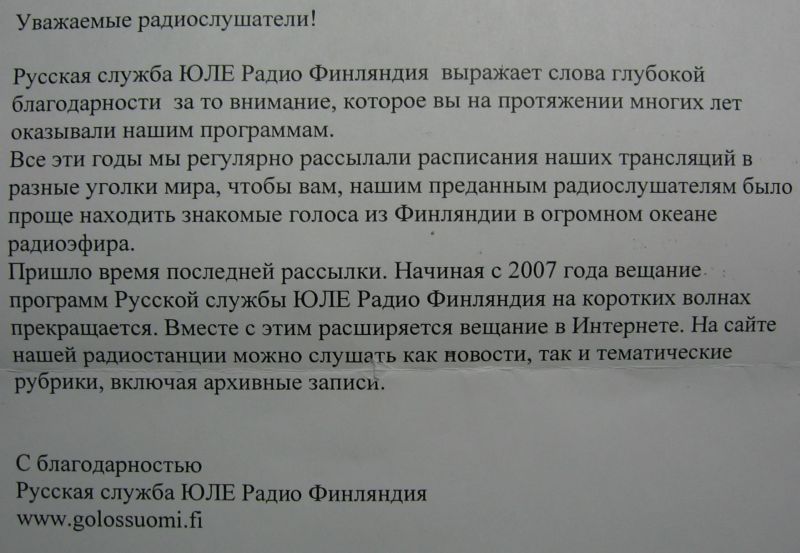 Уважаемые радиослушатели!
Русская служба ЮЛЕ Радио Финляндия выражает слова глубокой
благодарности за то внимание, которое вы на протяжении многих лет
оказывали нашим программам.
Все эти годы мы регулярно рассылали расписания наших трансляций в
разные уголки мира, чтобы вам, нашим преданным радиослушателям было
проще находить знакомые голоса из Финляндии в огромном океане
радиоэфира.
Пришло время последней рассылки. Начиная с 2007 года вещание
программ Русской службы ЮЛЕ Радио Финляндия на коротких волнах
прекращается. Вместе с этим расширяется вещание в Интернете. На сайте
нашей радиостанции можно слушать как новости, так и тематические
рубрики, включая архивные записи.
С благодарностью
Русская служба ЮЛЕ Радио Финляндия
www.golossuomi.fi